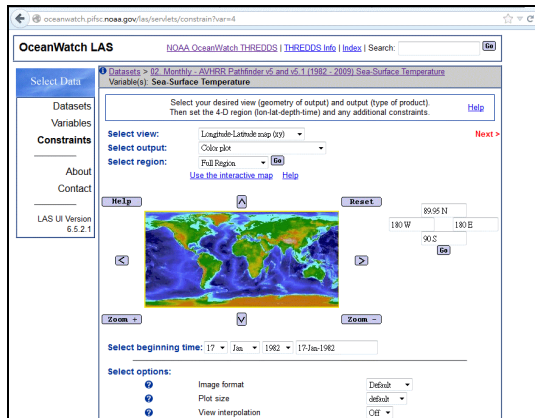 oceanwatch.pifsc.noaa.gov/las/servlets/constrain?var=4
OceanWatch LAS
NOAA OceanWatch THREDDS | THREDDS Info | Index | Search:
Go
Select Data
Datasets
Variables
Constraints
About
Contact
LAS UI Version
6.5.2.1
Datasets > 02. Monthly - AVHRR Pathfinder v5 and v5.1 (1982 - 2009) Sea-Surface Temperature
Variable(s): Sea-Surface Temperature
Select your desired view (geometry of output) and output (type of product).
Then set the 4-D region (lon-lat-depth-time) and any additional constraints.
Help
Select view: Longitude-Latitude map (xy)
Next >
Select output: Color plot
Select region: Full Region Go
Use the interactive map Help
Help
Reset
89.95 N
180 W 180 E
90 S
Go
Zoom +
Zoom -
Select beginning time: 17 Jan 1982 17-Jan-1982
Select options:
Image format Default
Plot size default
View interpolation Off